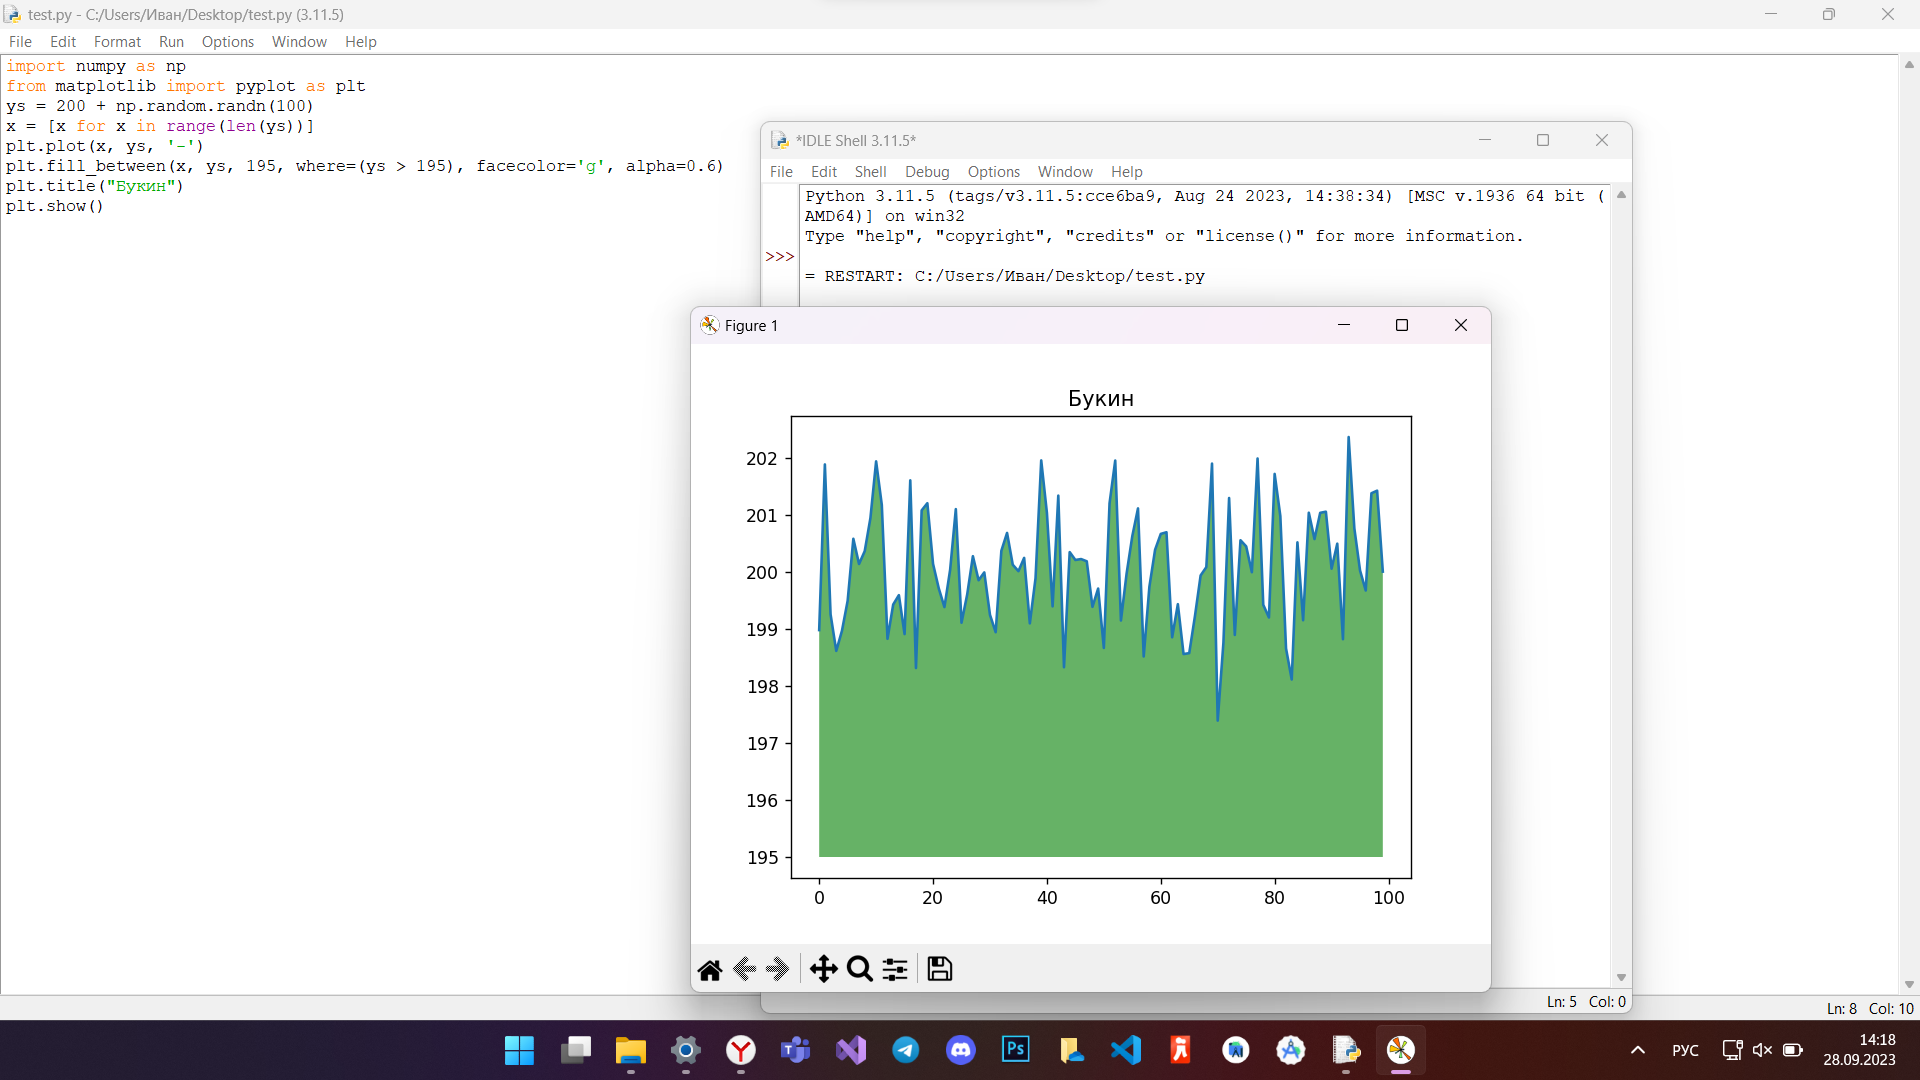 test.py - C:/Users/Иван/Desktop/test.py (3.11.5)
File Edit Format Run Options Window Help
import numpy as np
from matplotlib import pyplot as plt
ys = 200 + np.random.randn(100)
x = [x for x in range(len(ys))]
plt.plot(x, ys, '-')
plt.fill_between(x, ys, 195, where=(ys > 195), facecolor='g', alpha=0.6)
plt.title("Букин")
plt.show()
*IDLE Shell 3.11.5*
File Edit Shell Debug Options Window Help
Python 3.11.5 (tags/v3.11.5:cce6ba9, Aug 24 2023, 14:38:34) [MSC v.1936 64 bit (
AMD64)] on win32
Type "help", "copyright", "credits" or "license()" for more information.
>>>
= RESTART: C:/Users/Иван/Desktop/test.py
Figure 1
Букин
202
201
200
199
198
197
196
195
0 20 40 60 80 100
Ln: 5 Col: 0
Ln: 8 Col: 10
Ps
РУС
14:18
28.09.2023